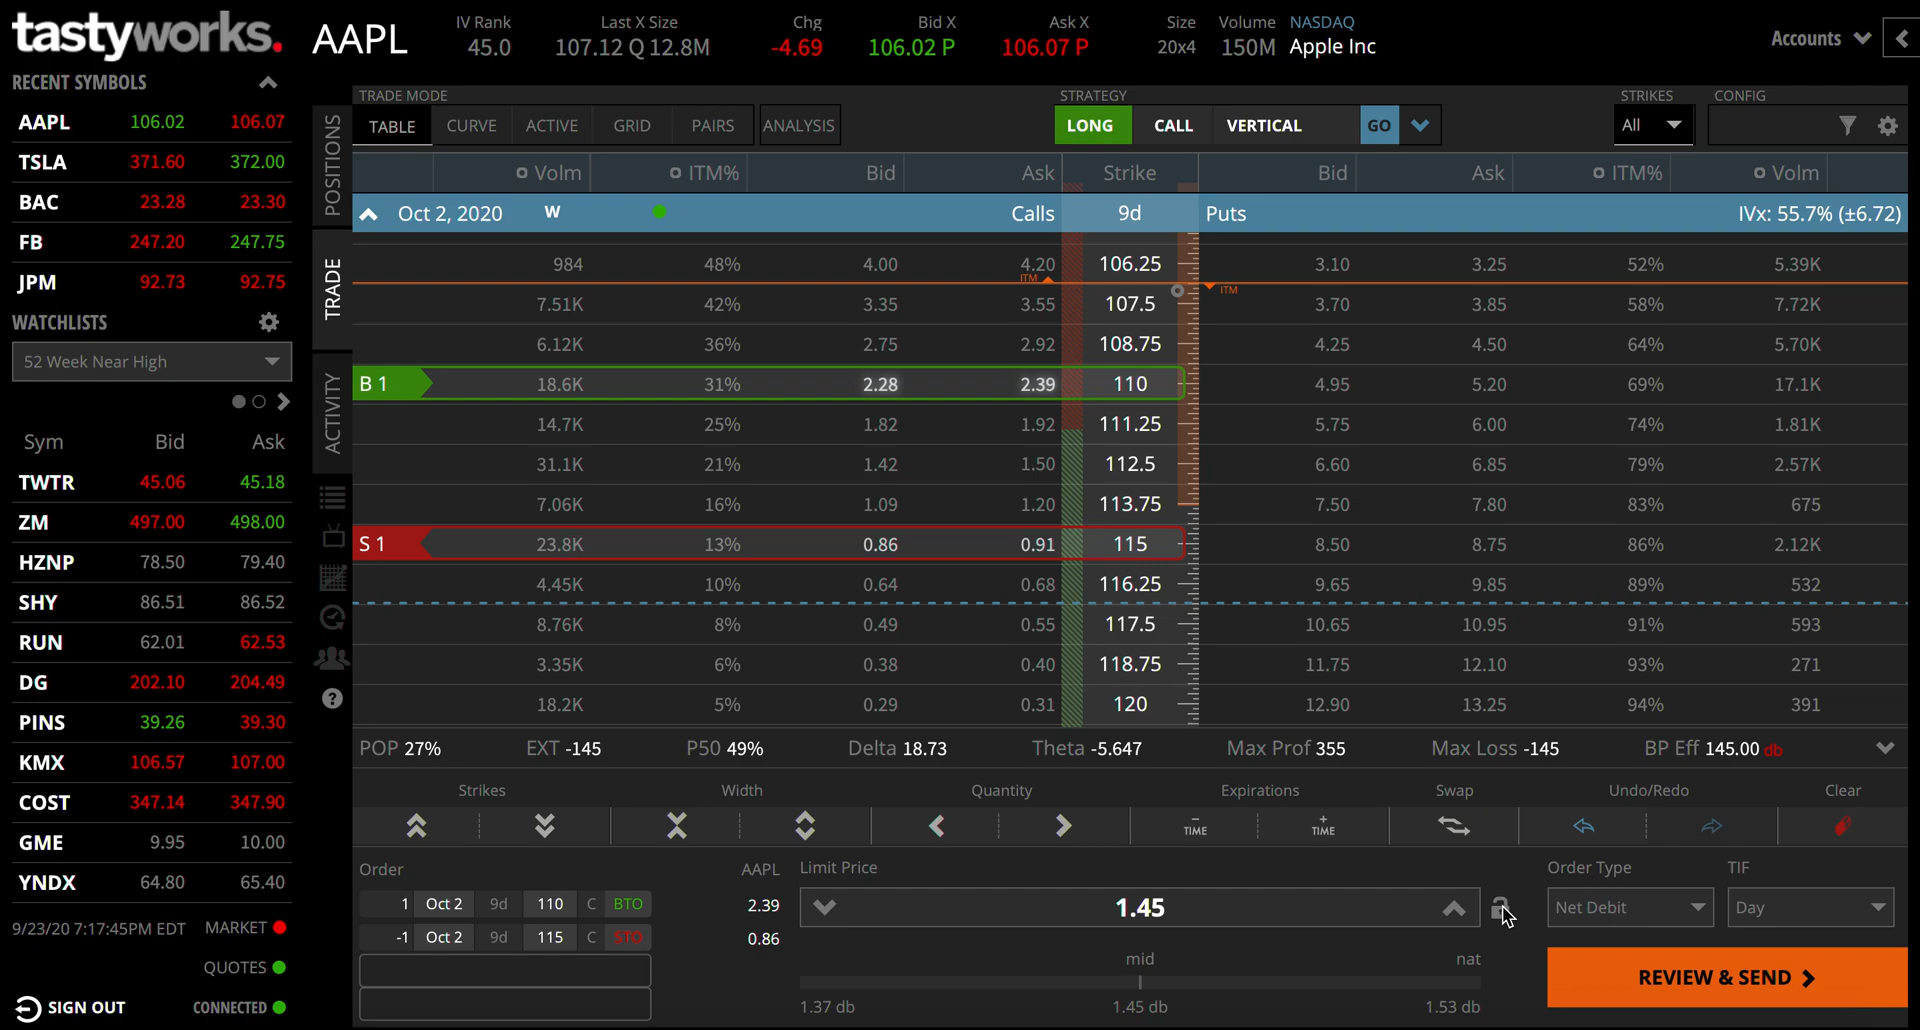 tastyworks. AAPL IV Rank Last X Size Chg Bid X Ask X Size Volume NASDAQ
45.0 107.12 Q 12.8M -4.69 106.02 P 106.07 P 20x4 150M Apple Inc Accounts
RECENT SYMBOLS
TRADE MODE STRATEGY STRIKES CONFIG
AAPL 106.02 106.07
TABLE CURVE ACTIVE GRID PAIRS ANALYSIS LONG CALL VERTICAL GO All
TSLA 371.60 372.00
BAC 23.28 23.30
FB 247.20 247.75
JPM 92.73 92.75
WATCHLISTS
52 Week Near High
Sym Bid Ask
TWTR 45.06 45.18
ZM 497.00 498.00
HZNP 78.50 79.40
SHY 86.51 86.52
RUN 62.01 62.53
DG 202.10 204.49
PINS 39.26 39.30
KMX 106.57 107.00
COST 347.14 347.90
GME 9.95 10.00
YNDX 64.80 65.40
9/23/20 7:17:45PM EDT MARKET
QUOTES
SIGN OUT CONNECTED
POSITIONS
TRADE
ACTIVITY
?
Volm ITM% Bid Ask Strike Bid Ask ITM% Volm
Oct 2, 2020 W Calls 9d Puts IVx: 55.7% (±6.72)
984 48% 4.00 4.20 106.25 3.10 3.25 52% 5.39K
ITM ITM
7.51K 42% 3.35 3.55 107.5 3.70 3.85 58% 7.72K
6.12K 36% 2.75 2.92 108.75 4.25 4.50 64% 5.70K
B 1 18.6K 31% 2.28 2.39 110 4.95 5.20 69% 17.1K
14.7K 25% 1.82 1.92 111.25 5.75 6.00 74% 1.81K
31.1K 21% 1.42 1.50 112.5 6.60 6.85 79% 2.57K
7.06K 16% 1.09 1.20 113.75 7.50 7.80 83% 675
S 1 23.8K 13% 0.86 0.91 115 8.50 8.75 86% 2.12K
4.45K 10% 0.64 0.68 116.25 9.65 9.85 89% 532
8.76K 8% 0.49 0.55 117.5 10.65 10.95 91% 593
3.35K 6% 0.38 0.40 118.75 11.75 12.10 93% 271
18.2K 5% 0.29 0.31 120 12.90 13.25 94% 391
POP 27% EXT -145 P50 49% Delta 18.73 Theta -5.647 Max Prof 355 Max Loss -145 BP Eff 145.00 db
Strikes Width Quantity Expirations Swap Undo/Redo Clear
- TIME + TIME
Order AAPL Limit Price Order Type TIF
1 Oct 2 9d 110 C BTO 2.39 1.45 Net Debit Day
-1 Oct 2 9d 115 C STO 0.86
mid nat
1.37 db 1.45 db 1.53 db
REVIEW & SEND